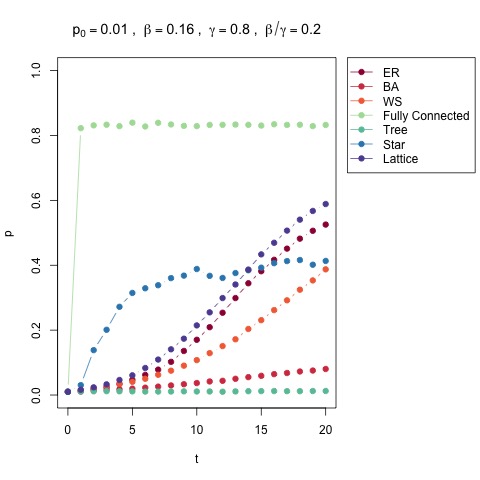 p₀ = 0.01 , β = 0.16 , γ = 0.8 , β/γ = 0.2
1.0
0.8
0.6
0.4
0.2
0.0
p
0 5 10 15 20
t
ER
BA
WS
Fully Connected
Tree
Star
Lattice